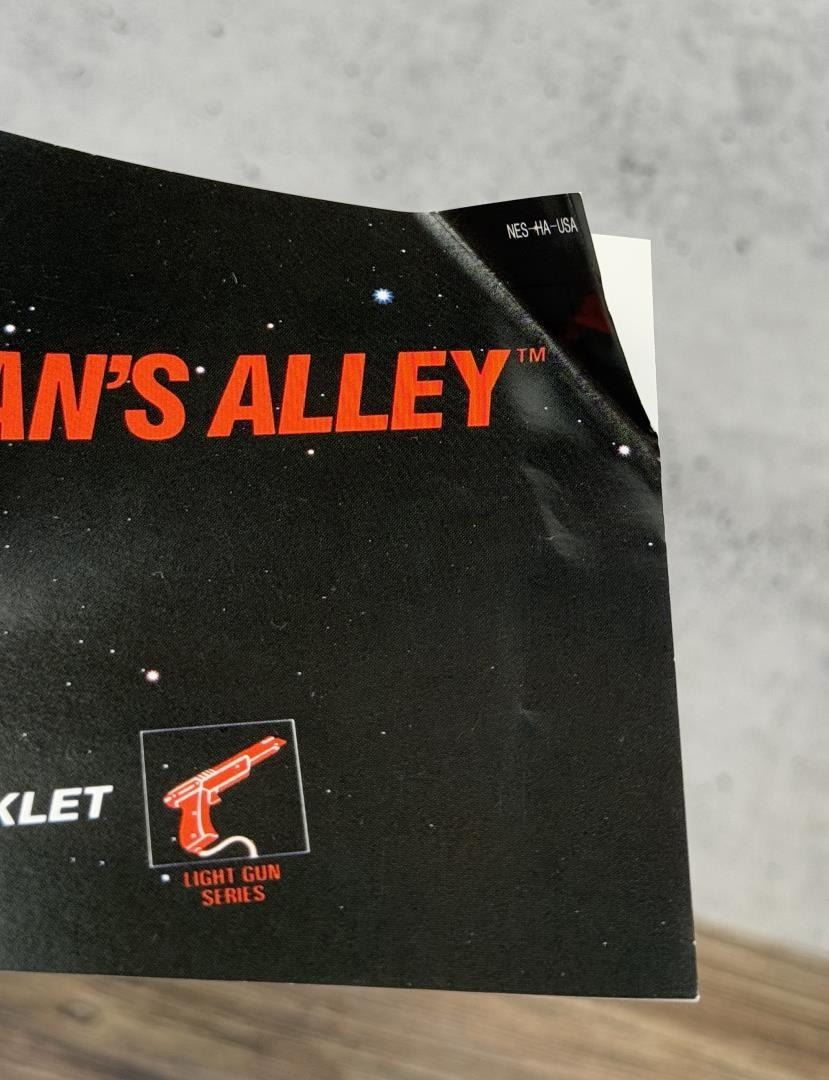 NES-HA-USA
AN'S ALLEY™
KLET
LIGHT GUN
SERIES